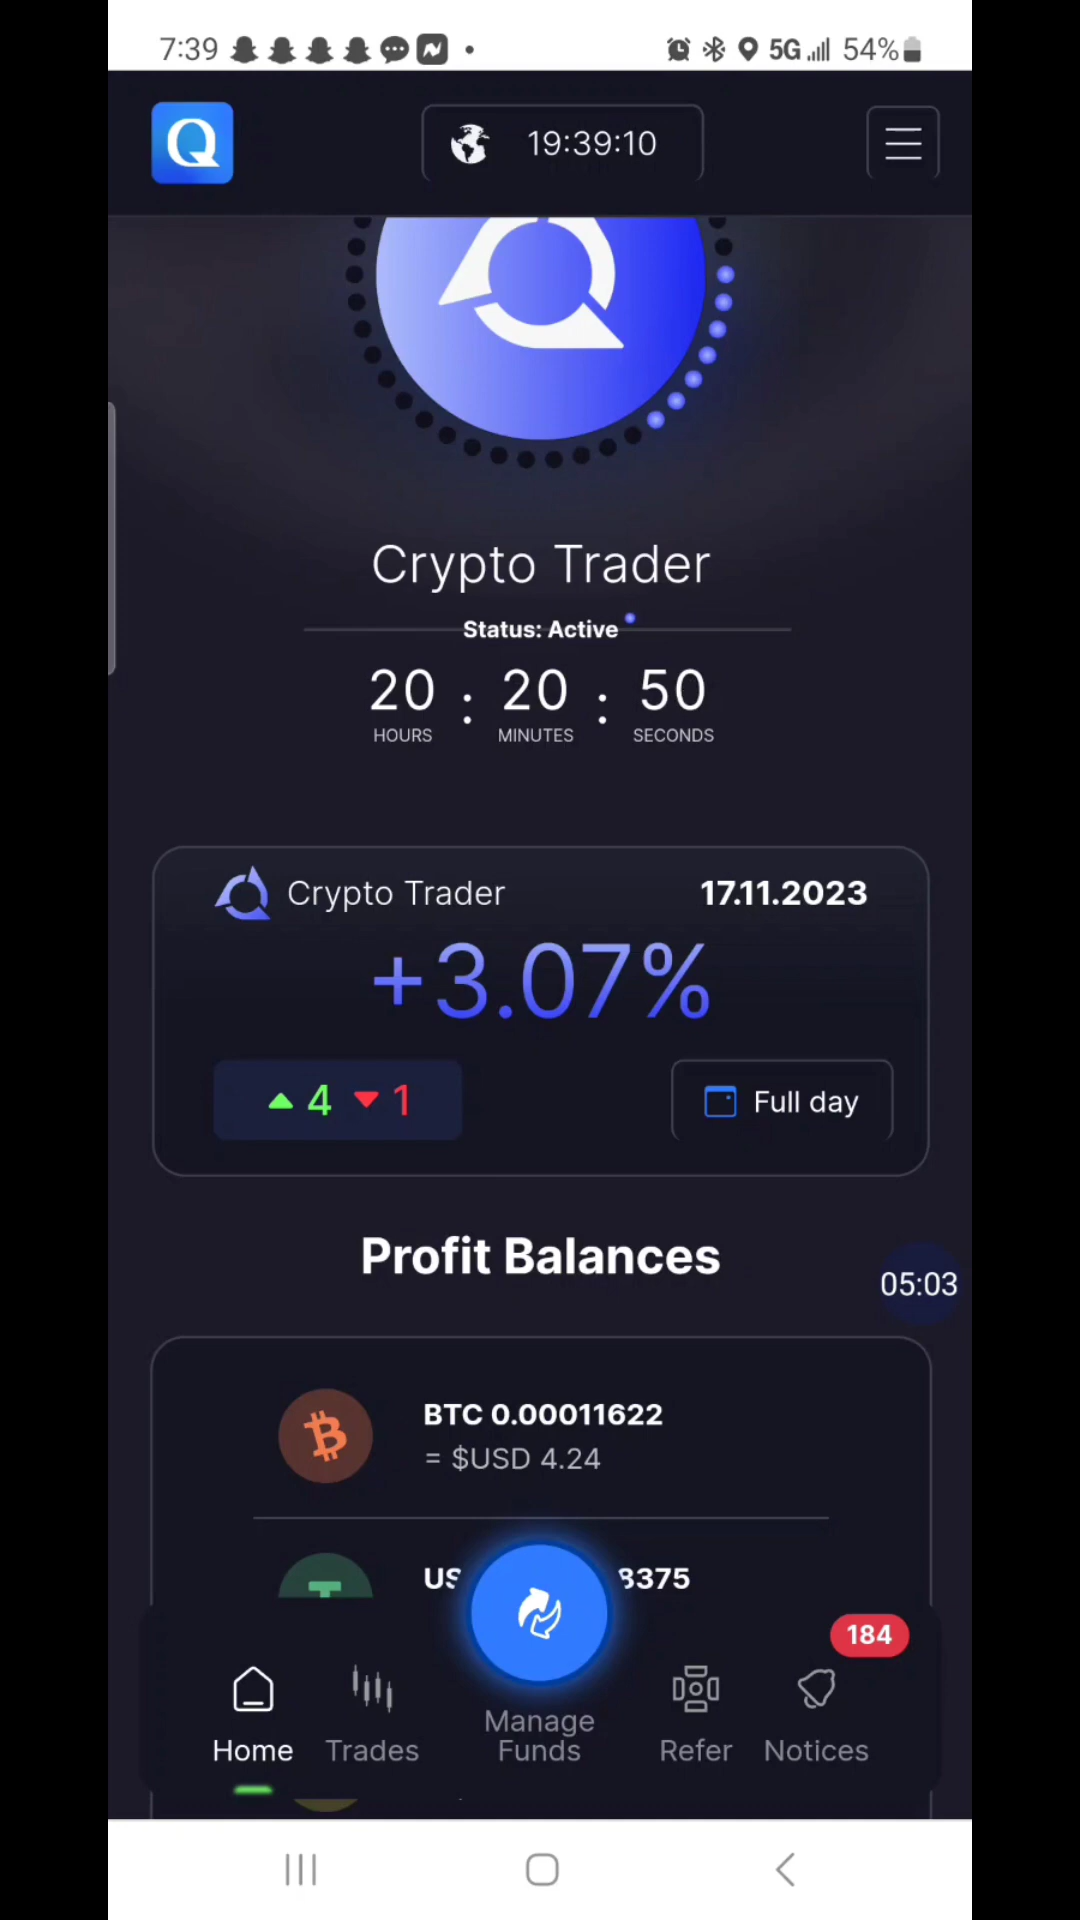 7:39 5G 54%
Q 19:39:10
Crypto Trader
Status: Active
20 : 20 : 50
HOURS MINUTES SECONDS
Crypto Trader 17.11.2023
+3.07%
4 1 Full day
Profit Balances
05:03
BTC 0.00011622
= $USD 4.24
US 3375
184
Manage
Funds
Home Trades Refer Notices